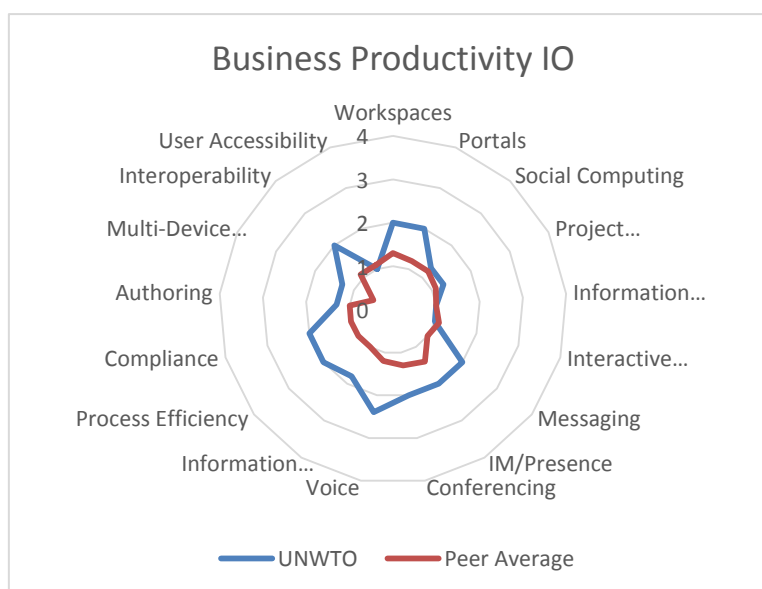 Business Productivity IO
Workspaces
User Accessibility
4
Portals
Interoperability
3
Social Computing
Multi-Device...
2
Project...
1
Authoring
0
Information...
Compliance
Interactive...
Process Efficiency
Messaging
Information...
IM/Presence
Voice
Conferencing
UNWTO
Peer Average